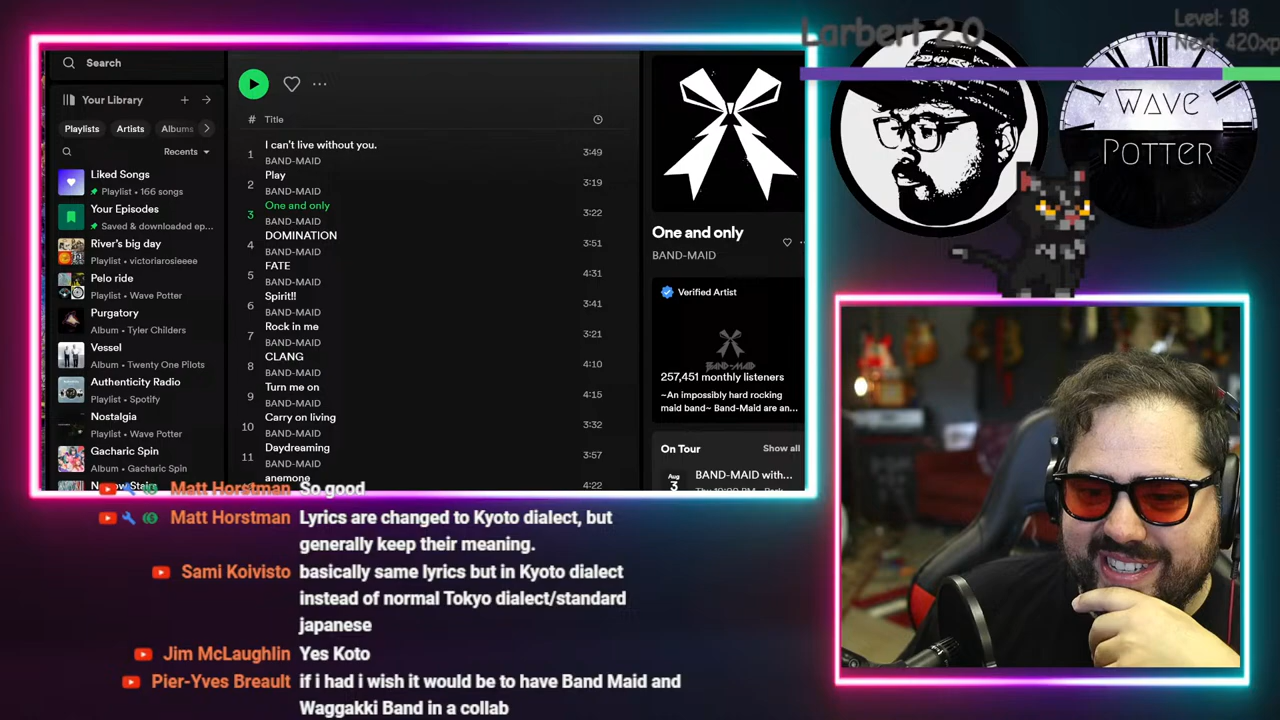 Larbert 2.0
Level: 18
Next: 420xp
Search
Your Library
Playlists Artists Albums
Recents
Liked Songs
Playlist • 166 songs
Your Episodes
Saved & downloaded ep...
River's big day
Playlist • victoriarosieeee
Pelo ride
Playlist • Wave Potter
Purgatory
Album • Tyler Childers
Vessel
Album • Twenty One Pilots
Authenticity Radio
Playlist • Spotify
Nostalgia
Playlist • Wave Potter
Gacharic Spin
Album • Gacharic Spin
# Title
1 I can't live without you. 3:49
BAND-MAID
2 Play 3:19
BAND-MAID
3 One and only 3:22
BAND-MAID
4 DOMINATION 3:51
BAND-MAID
5 FATE 4:31
BAND-MAID
6 Spirit!! 3:41
BAND-MAID
7 Rock in me 3:21
BAND-MAID
8 CLANG 4:10
BAND-MAID
9 Turn me on 4:15
BAND-MAID
10 Carry on living 3:32
BAND-MAID
11 Daydreaming 3:57
BAND-MAID
anemone 4:22
One and only
BAND-MAID
Verified Artist
BAND-MAID
257,451 monthly listeners
~An impossibly hard rocking
maid band~ Band-Maid are an...
On Tour Show all
Aug
3
BAND-MAID with...
WAVE
POTTER
Matt Horstman So good
Matt Horstman Lyrics are changed to Kyoto dialect, but
generally keep their meaning.
Sami Koivisto basically same lyrics but in Kyoto dialect
instead of normal Tokyo dialect/standard
japanese
Jim McLaughlin Yes Koto
Pier-Yves Breault if i had i wish it would be to have Band Maid and
Waggakki Band in a collab